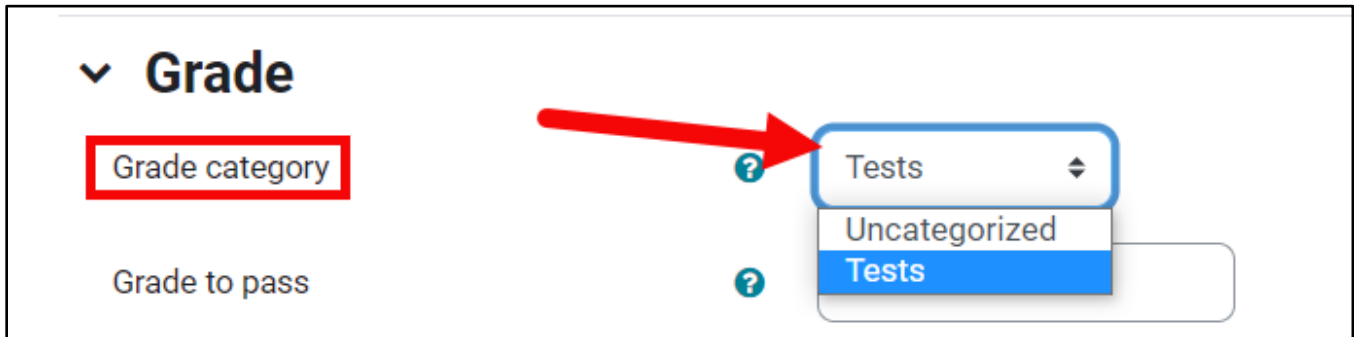 Grade
Grade category
?
Tests
Uncategorized
Tests
Grade to pass
?